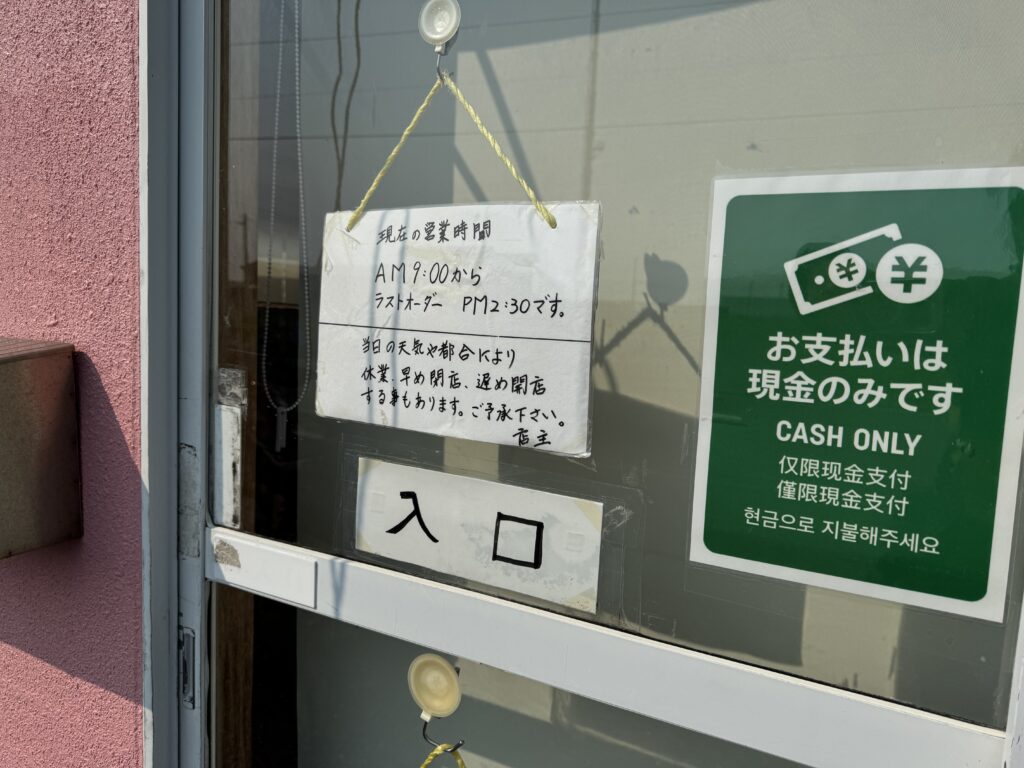 現在の営業時間
AM9:00から
ラストオーダー PM2:30です。
当日の天気や都合により
休業、早め閉店、遅め開店
する事もあります。ご予承下さい。
店主
入口
お支払いは
現金のみです
CASH ONLY
仅限现金支付
僅限現金支付
현금으로 지불해주세요